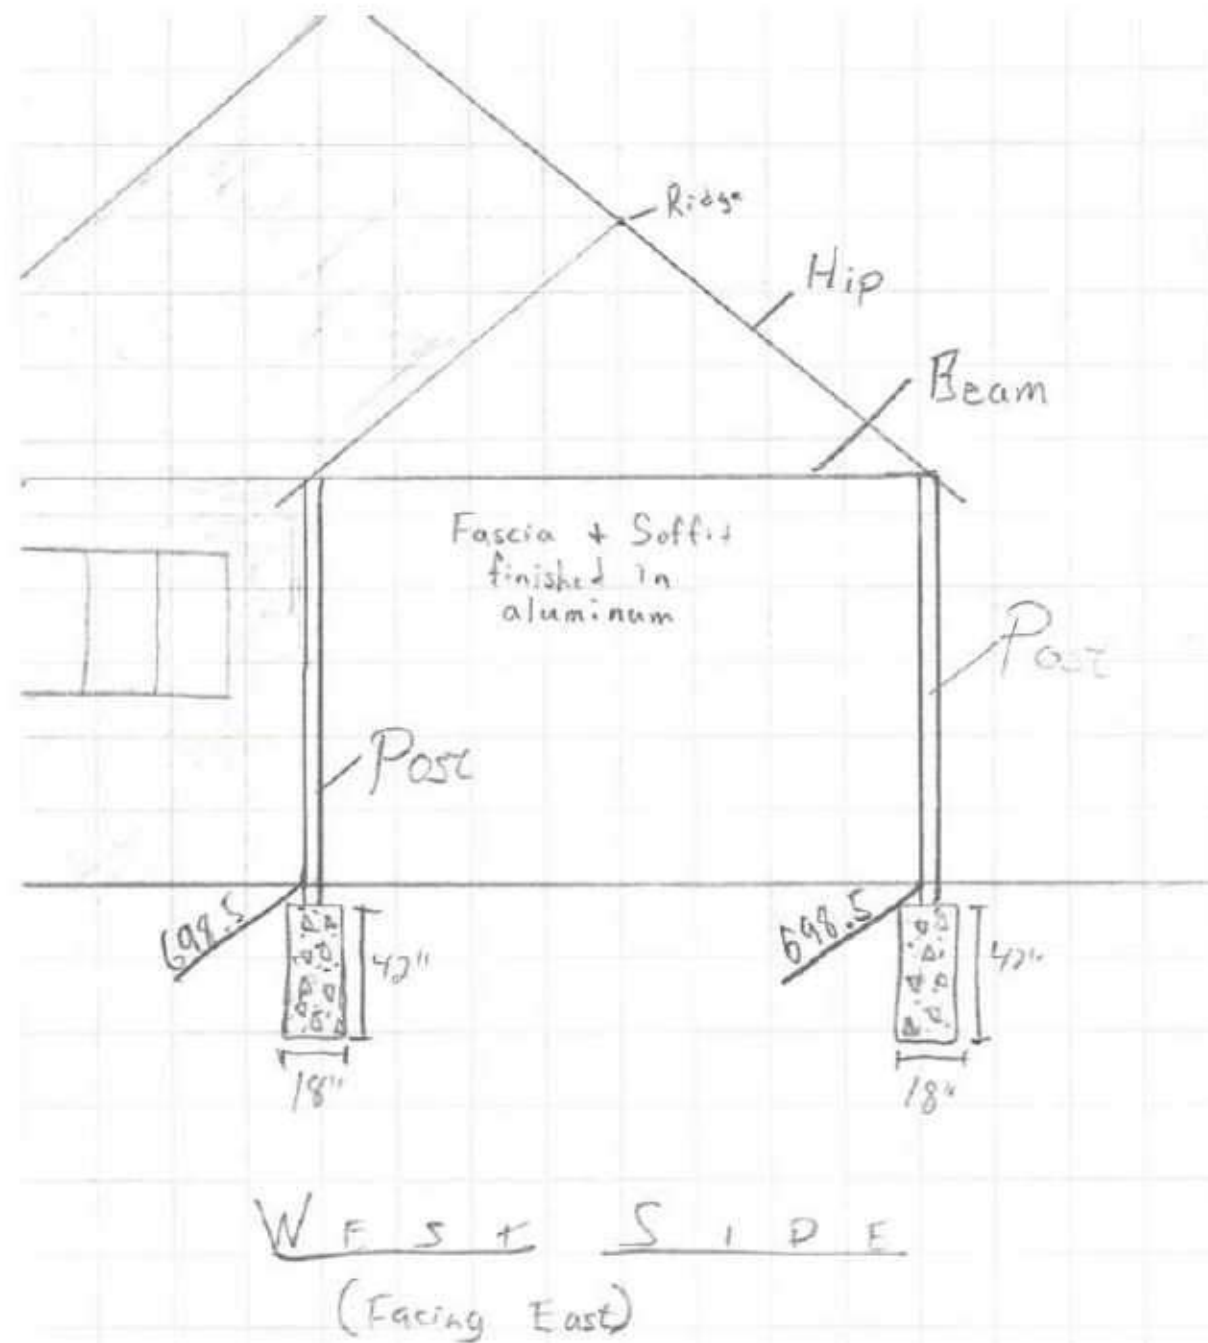 Ridge
Hip
Beam
Fascia + Soffit
finished in
aluminum
Post
Post
698.5
698.5
42"
42"
18"
18"
WEST SIDE
(Facing East)